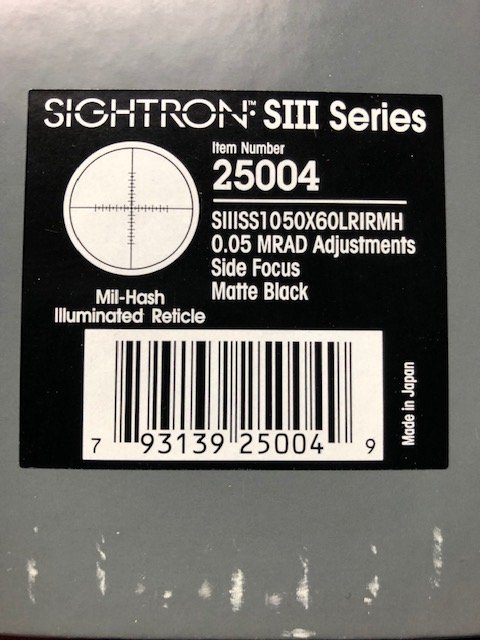 SIGHTRON™ SIII Series
Item Number
25004
SIIISS1050X60LRIRMH
0.05 MRAD Adjustments
Side Focus
Matte Black
Mil-Hash
Illuminated Reticle
7 93139 25004 9
Made in Japan